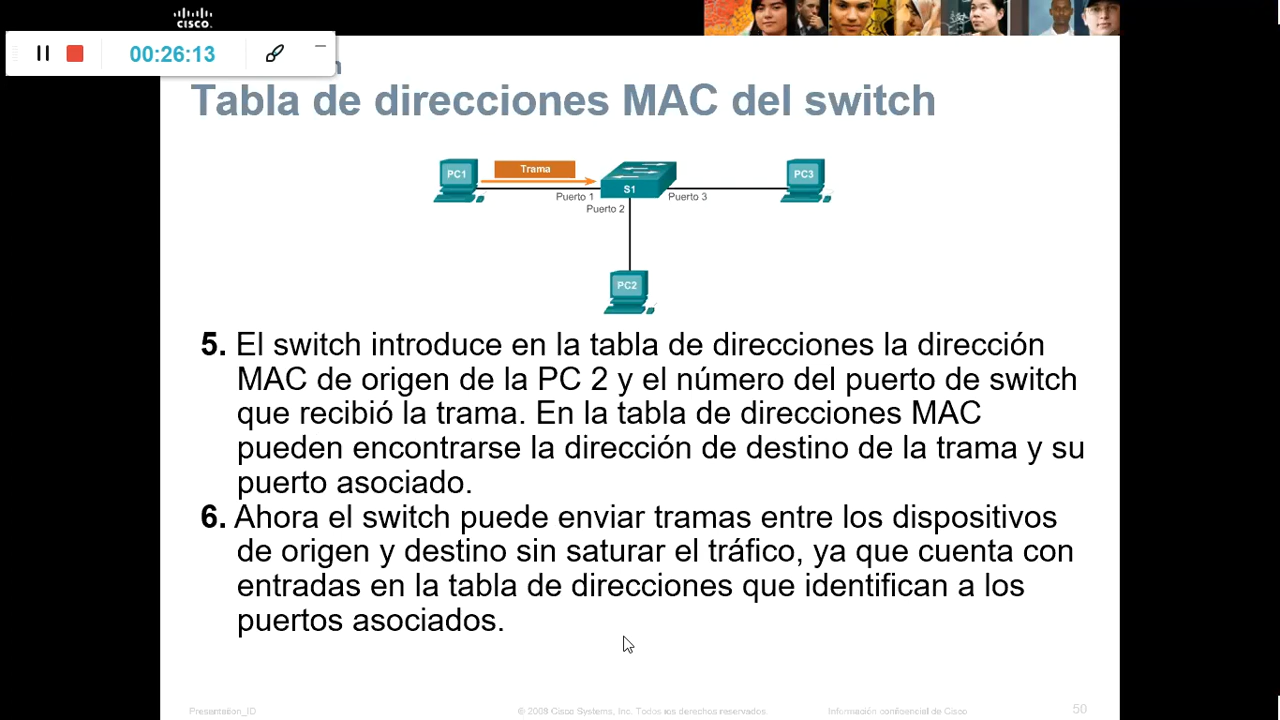 CISCO.
00:26:13
Tabla de direcciones MAC del switch
PC1
Trama
S1
PC3
Puerto 1
Puerto 3
Puerto 2
PC2
5. El switch introduce en la tabla de direcciones la dirección
MAC de origen de la PC 2 y el número del puerto de switch
que recibió la trama. En la tabla de direcciones MAC
pueden encontrarse la dirección de destino de la trama y su
puerto asociado.
6. Ahora el switch puede enviar tramas entre los dispositivos
de origen y destino sin saturar el tráfico, ya que cuenta con
entradas en la tabla de direcciones que identifican a los
puertos asociados.
Presentation_ID
© 2008 Cisco Systems, Inc. Todos los derechos reservados.
Información confidencial de Cisco
50